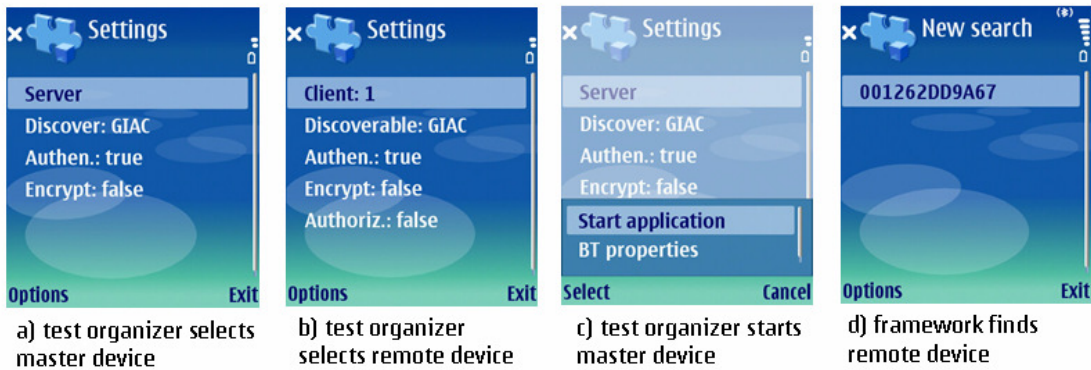 Settings
Server
Discover: GIAC
Authen.: true
Encrypt: false
Options Exit
a) test organizer selects
master device
Settings
Client: 1
Discoverable: GIAC
Authen.: true
Encrypt: false
Authoriz.: false
Options Exit
b) test organizer
selects remote device
Settings
Server
Discover: GIAC
Authen.: true
Encrypt: false
Start application
BT properties
Select Cancel
c) test organizer starts
master device
New search
001262DD9A67
Options Exit
d) framework finds
remote device